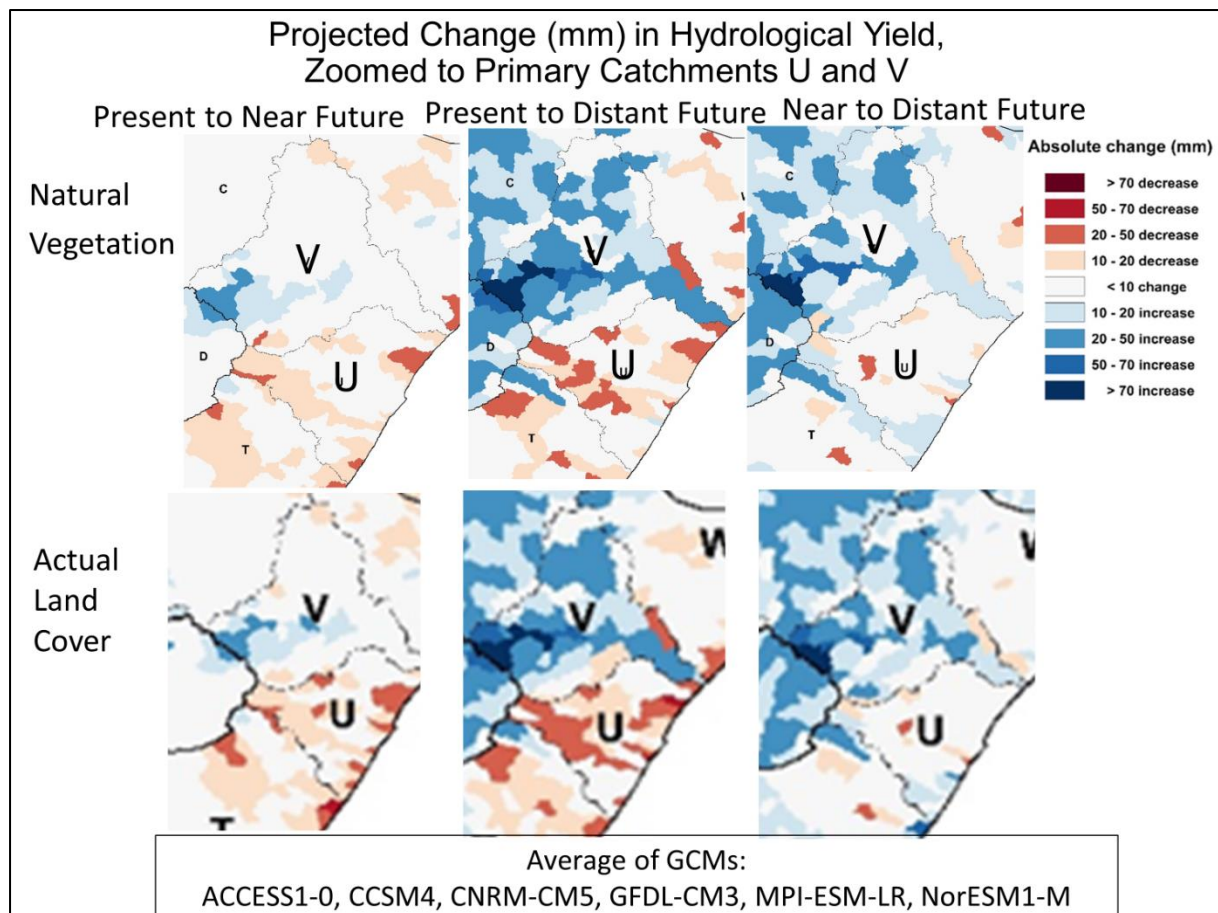 Projected Change (mm) in Hydrological Yield,
Zoomed to Primary Catchments U and V
Present to Near Future
Present to Distant Future
Near to Distant Future
Natural
Vegetation
C
V
D
U
T
C
V
D
U
T
C
V
D
U
T
Absolute change (mm)
> 70 decrease
50 - 70 decrease
20 - 50 decrease
10 - 20 decrease
< 10 change
10 - 20 increase
20 - 50 increase
50 - 70 increase
> 70 increase
Actual
Land
Cover
V
U
T
W
V
U
V
U
Average of GCMs:
ACCESS1-0, CCSM4, CNRM-CM5, GFDL-CM3, MPI-ESM-LR, NorESM1-M